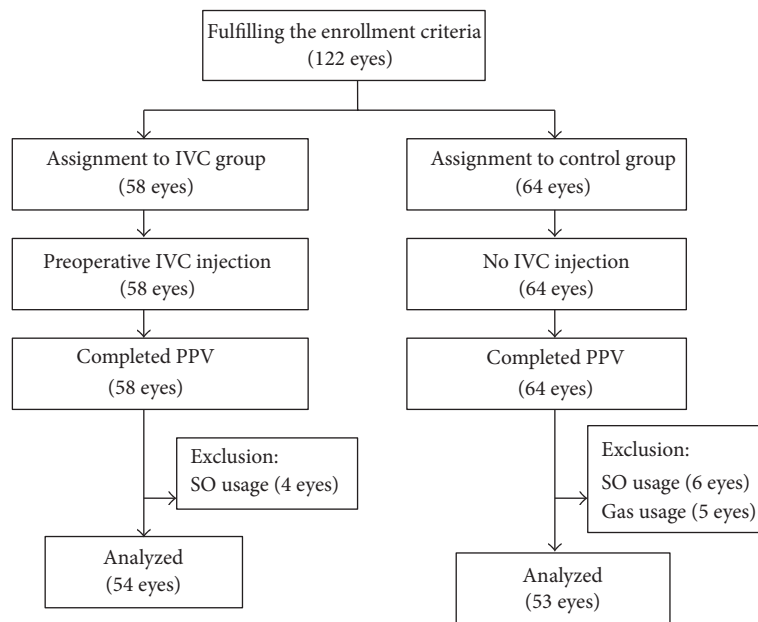 Fulfilling the enrollment criteria
(122 eyes)
Assignment to IVC group
(58 eyes)
Assignment to control group
(64 eyes)
Preoperative IVC injection
(58 eyes)
No IVC injection
(64 eyes)
Completed PPV
(58 eyes)
Completed PPV
(64 eyes)
Exclusion:
SO usage (4 eyes)
Exclusion:
SO usage (6 eyes)
Gas usage (5 eyes)
Analyzed
(54 eyes)
Analyzed
(53 eyes)